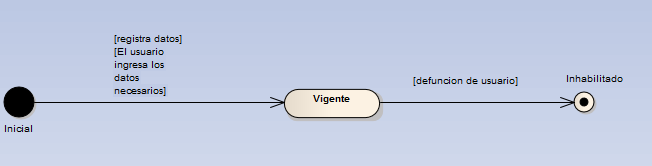 [registra datos]
[El usuario
ingresa los
datos
necesarios]
Inicial
Vigente
[defuncion de usuario]
Inhabilitado